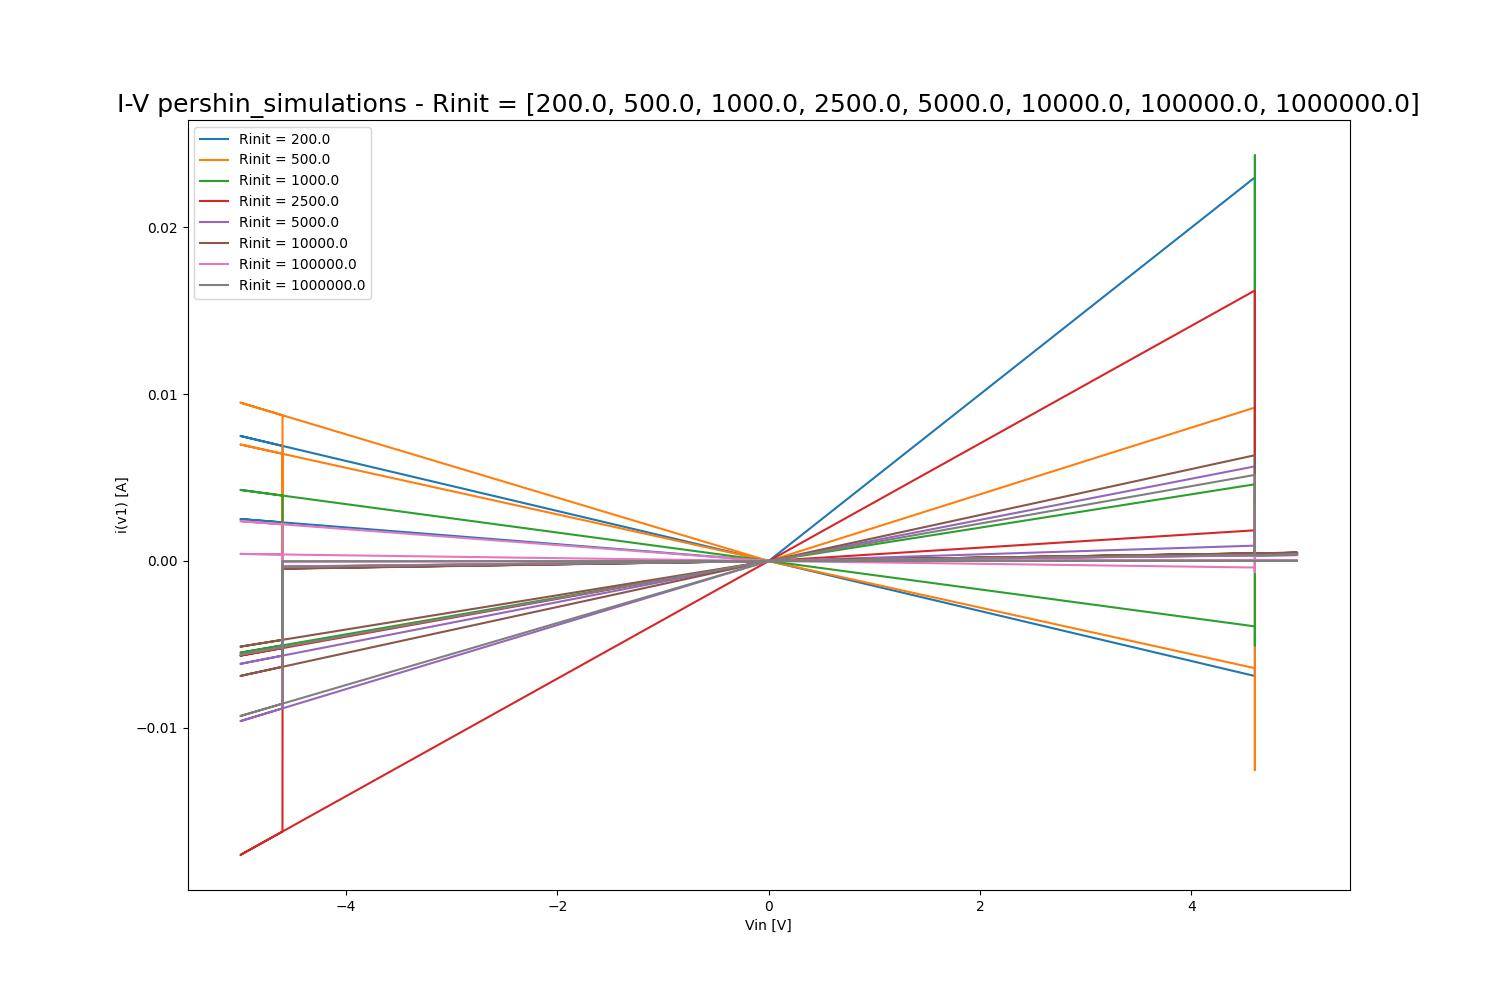 I-V pershin_simulations - Rinit = [200.0, 500.0, 1000.0, 2500.0, 5000.0, 10000.0, 100000.0, 1000000.0]
Rinit = 200.0
Rinit = 500.0
Rinit = 1000.0
Rinit = 2500.0
Rinit = 5000.0
Rinit = 10000.0
Rinit = 100000.0
Rinit = 1000000.0
0.02
0.01
0.00
−0.01
i(v1) [A]
−4 −2 0 2 4
Vin [V]